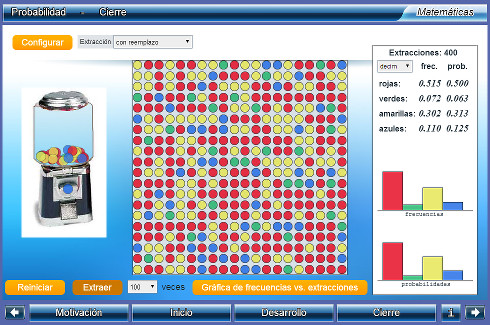 Probabilidad - Cierre Matemáticas
Configurar Extracción con reemplazo
Extracciones: 400
decim frec. prob.
rojas: 0.515 0.500
verdes: 0.072 0.063
amarillas: 0.302 0.313
azules: 0.110 0.125
frecuencias
probabilidades
Reiniciar Extraer 100 veces Gráfica de frecuencias vs. extracciones
Motivación Inicio Desarrollo Cierre i